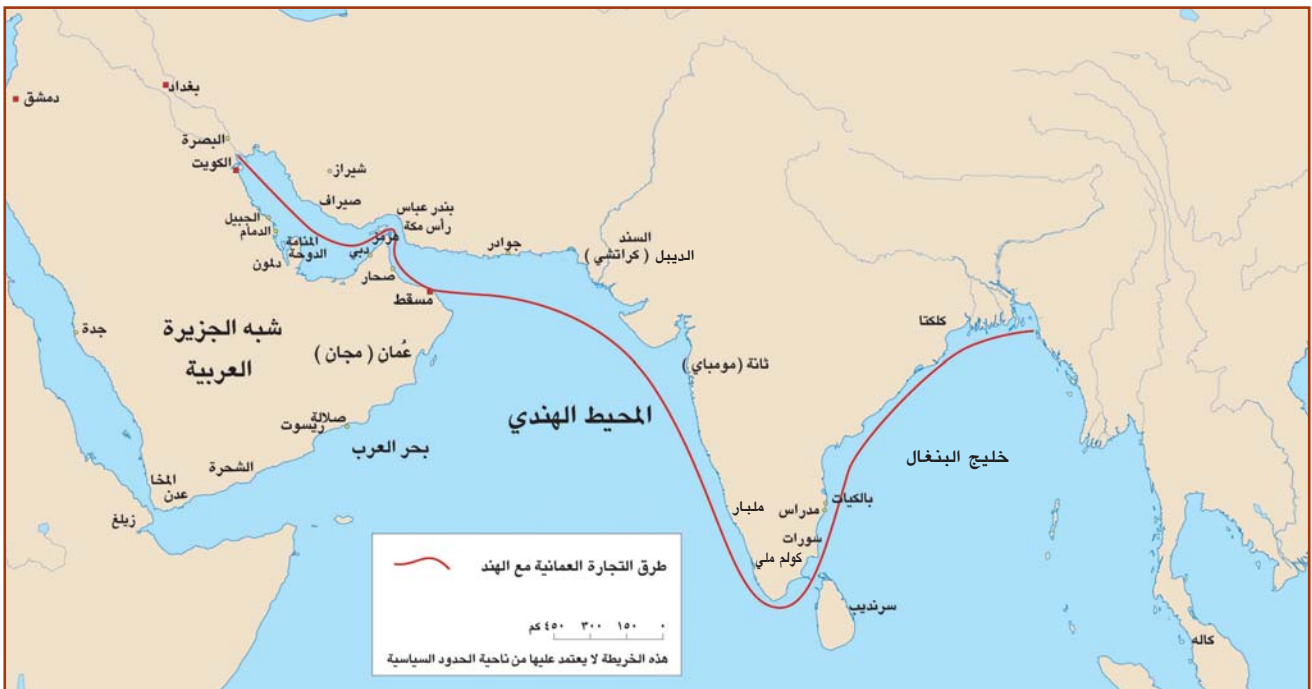 دمشق
بغداد
البصرة
الكويت
شيراز
صيراف
بندر عباس
رأس مكة
هرمز
الجبيل
الدمام
المنامة
الدوحة
دلون
دبي
صحار
مسقط
جوادر
السند
الديبل (كراتشي)
شبه الجزيرة
العربية
عُمان (مجان)
جدة
صلالة
ريسوت
الشحرة
المخا
عدن
زيلغ
بحر العرب
المحيط الهندي
ثانة (مومباي)
كلكتا
خليج البنغال
ملبار
بالكيات
مدراس
سورات
كولم ملي
سرنديب
كاله
طرق التجارة العمانية مع الهند
٠ ١٥٠ ٣٠٠ ٤٥٠ كم
هذه الخريطة لا يعتمد عليها من ناحية الحدود السياسية